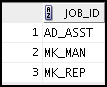 JOB_ID
1 AD_ASST
2 MK_MAN
3 MK_REP